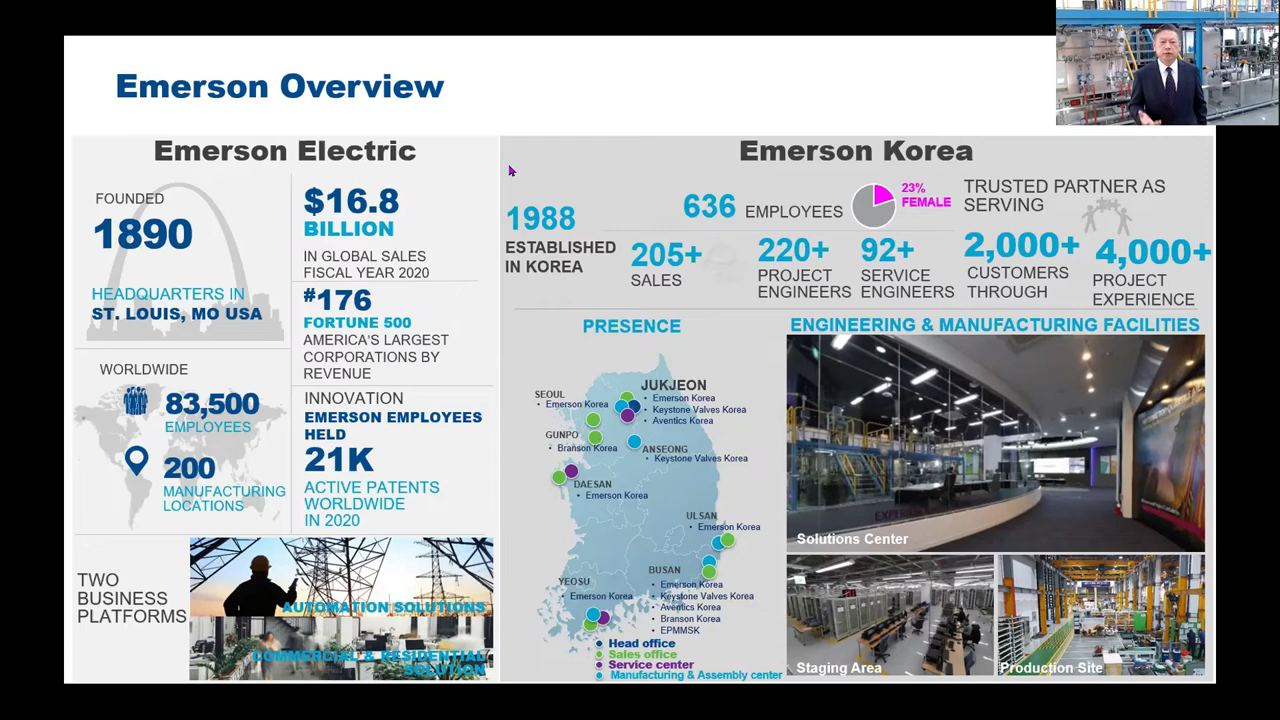 Emerson Overview
Emerson Electric
FOUNDED
1890
HEADQUARTERS IN
ST. LOUIS, MO USA
$16.8
BILLION
IN GLOBAL SALES
FISCAL YEAR 2020
#176
FORTUNE 500
AMERICA'S LARGEST
CORPORATIONS BY
REVENUE
WORLDWIDE
83,500
EMPLOYEES
200
MANUFACTURING
LOCATIONS
INNOVATION
EMERSON EMPLOYEES
HELD
21K
ACTIVE PATENTS
WORLDWIDE
IN 2020
TWO
BUSINESS
PLATFORMS
AUTOMATION SOLUTIONS
COMMERCIAL & RESIDENTIAL
SOLUTION
Emerson Korea
1988
ESTABLISHED
IN KOREA
636 EMPLOYEES
23%
FEMALE
205+
SALES
220+
PROJECT
ENGINEERS
92+
SERVICE
ENGINEERS
TRUSTED PARTNER AS
SERVING
2,000+
CUSTOMERS
THROUGH
4,000+
PROJECT
EXPERIENCE
PRESENCE
SEOUL
• Emerson Korea
JUKJEON
• Emerson Korea
• Keystone Valves Korea
• Aventics Korea
GUNPO
• Branson Korea
ANSEONG
• Keystone Valves Korea
DAESAN
• Emerson Korea
ULSAN
• Emerson Korea
BUSAN
• Emerson Korea
• Keystone Valves Korea
• Aventics Korea
• Branson Korea
• EPMMSK
YEOSU
• Emerson Korea
Head office
Sales office
Service center
Manufacturing & Assembly center
ENGINEERING & MANUFACTURING FACILITIES
Solutions Center
Staging Area
Production Site